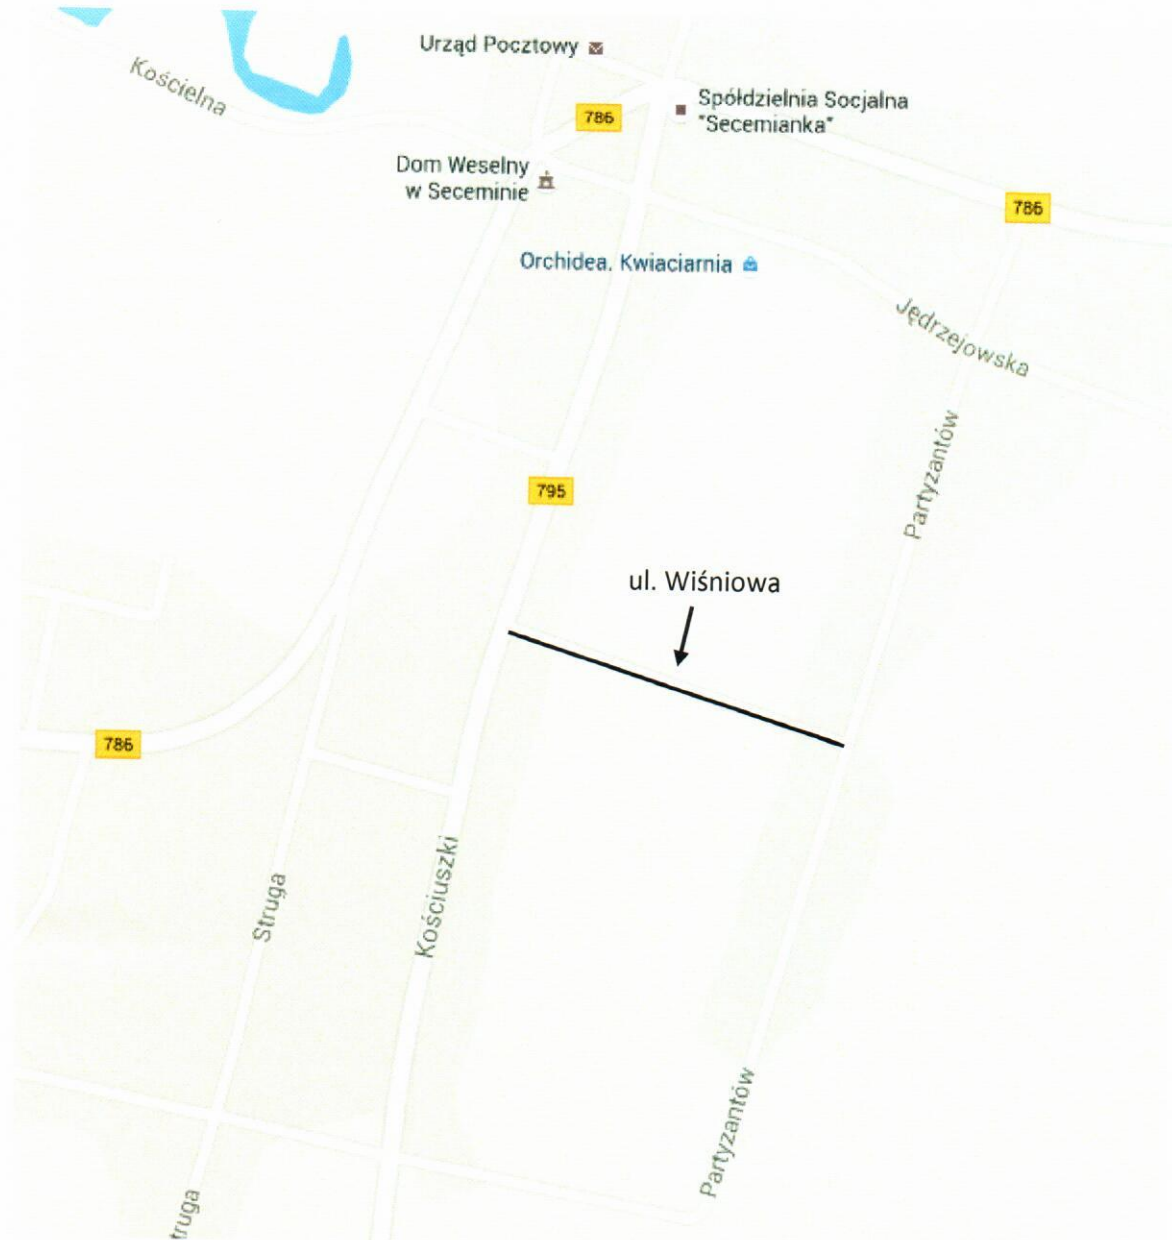 Urząd Pocztowy
Kościelna
Spółdzielnia Socjalna
"Secemianka"
786
Dom Weselny
w Seceminie
786
Orchidea. Kwiaciarnia
Jędrzejowska
Partyzantów
795
ul. Wiśniowa
786
Kościuszki
Struga
Partyzantów
truga